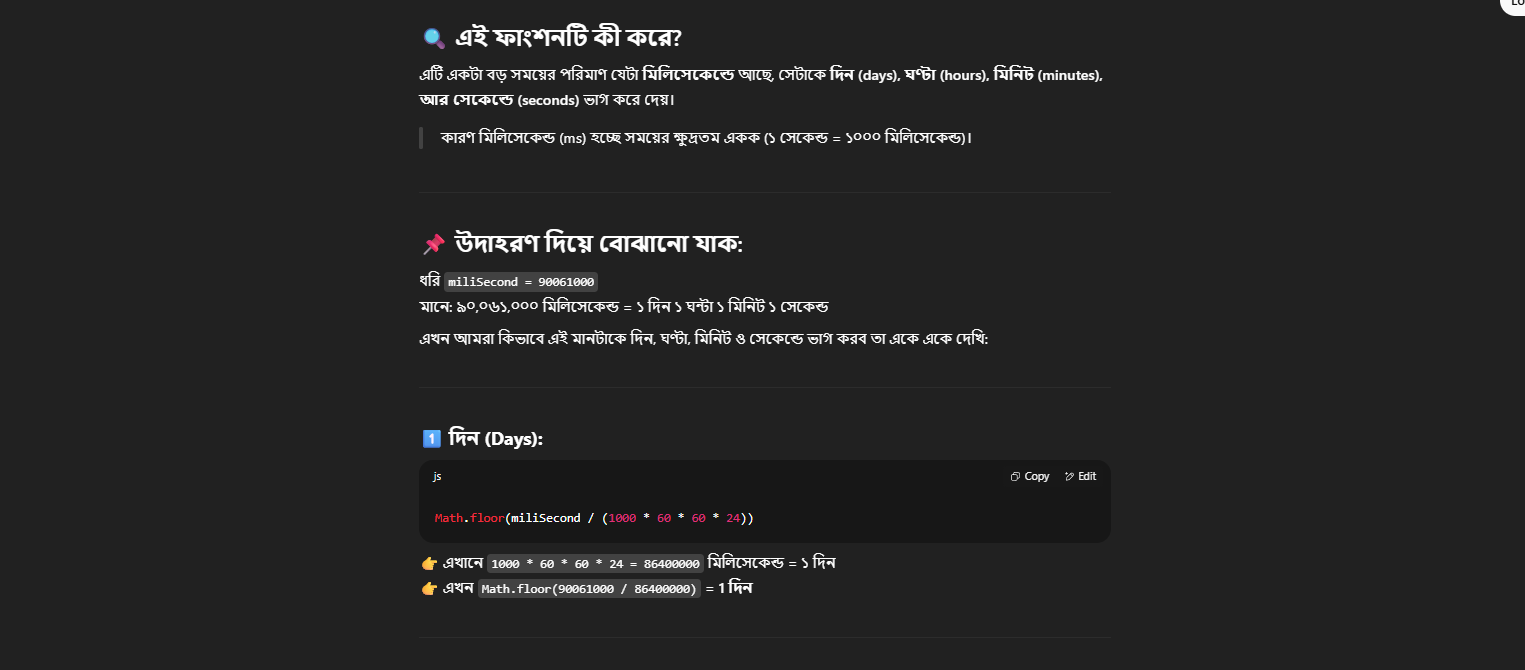 Lo
এই ফাংশনটি কী করে?
এটি একটা বড় সময়ের পরিমাণ যেটা মিলিসেকেন্ডে আছে, সেটাকে দিন (days), ঘণ্টা (hours), মিনিট (minutes),
আর সেকেন্ডে (seconds) ভাগ করে দেয়।
কারণ মিলিসেকেন্ড (ms) হচ্ছে সময়ের ক্ষুদ্রতম একক (১ সেকেন্ড = ১০০০ মিলিসেকেন্ড)।
উদাহরণ দিয়ে বোঝানো যাক:
ধরি miliSecond = 90061000
মানে: ৯০,০৬১,০০০ মিলিসেকেন্ড = ১ দিন ১ ঘন্টা ১ মিনিট ১ সেকেন্ড
এখন আমরা কিভাবে এই মানটাকে দিন, ঘণ্টা, মিনিট ও সেকেন্ডে ভাগ করব তা একে একে দেখি:
1 দিন (Days):
js Copy Edit
Math.floor(miliSecond / (1000 * 60 * 60 * 24))
👉 এখানে 1000 * 60 * 60 * 24 = 86400000 মিলিসেকেন্ড = ১ দিন
👉 এখন Math.floor(90061000 / 86400000) = 1 দিন